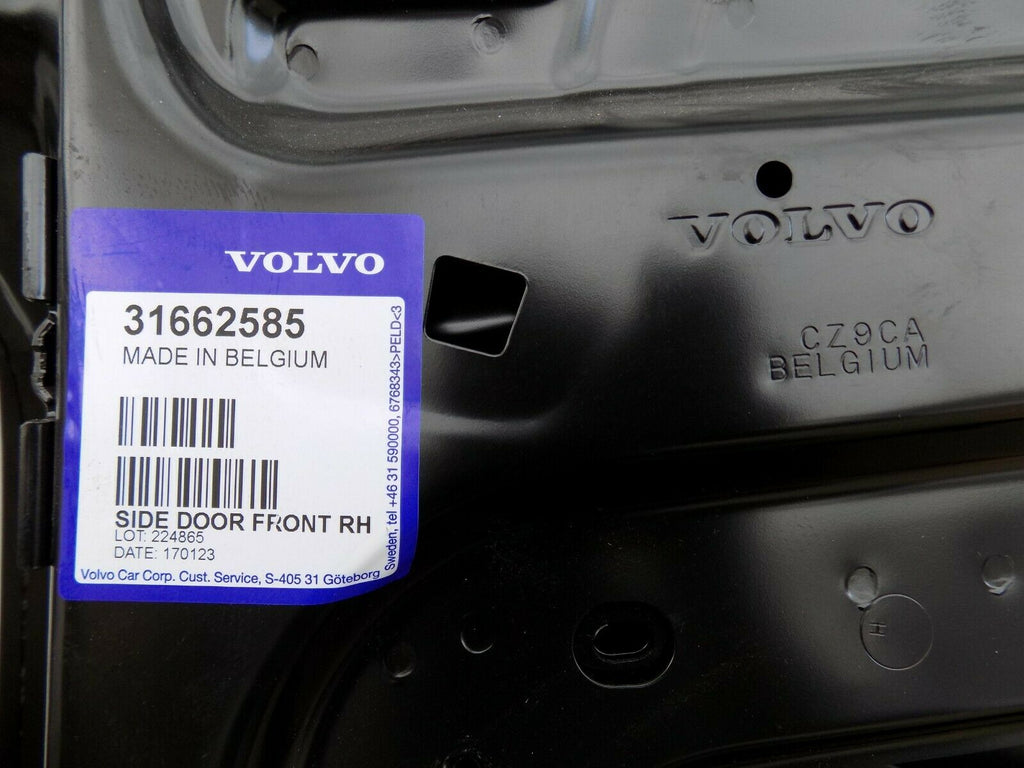 VOLVO
31662585
MADE IN BELGIUM
SIDE DOOR FRONT RH
LOT: 224865
DATE: 170123
Volvo Car Corp. Cust. Service, S-405 31 Göteborg
Sweden, tel +46 31 590000, 6768343>PELD<3
VOLVO
CZ9CA
BELGIUM
H